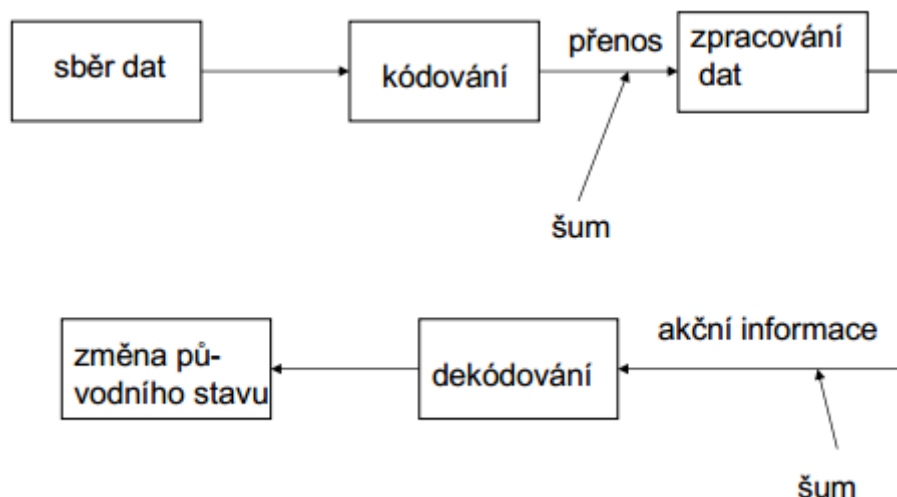 sběr dat
kódování
přenos
zpracování
dat
šum
změna pů-
vodního stavu
dekódování
akční informace
šum